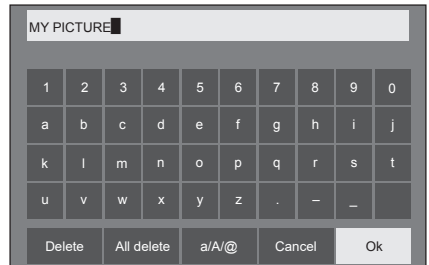 MY PICTURE
1 2 3 4 5 6 7 8 9 0
a b c d e f g h i j
k l m n o p q r s t
u v w x y z . – _
Delete All delete a/A/@ Cancel Ok